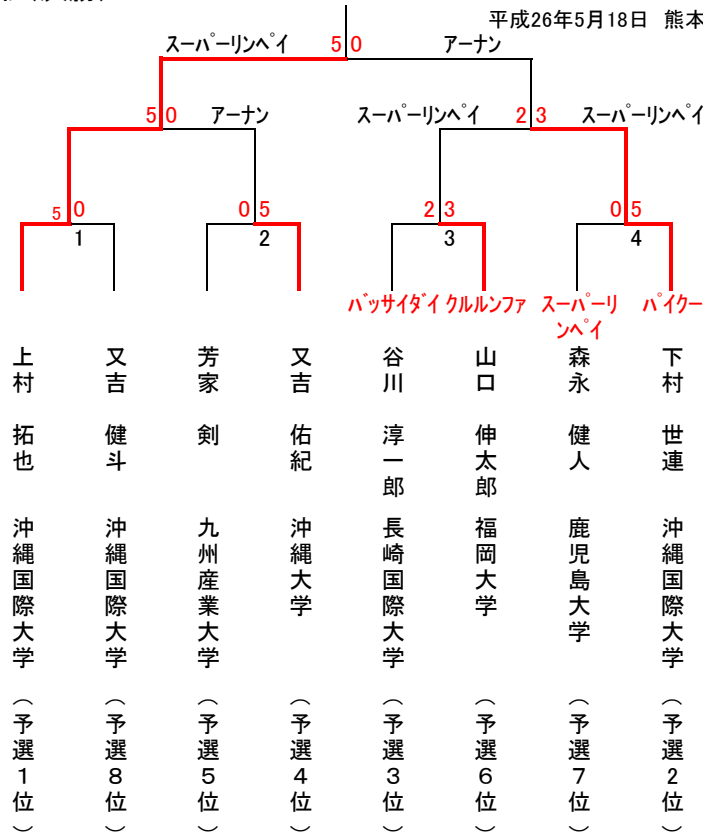 平成26年5月18日 熊本
スーパーリンペイ 5 0 アーナン
5 0 アーナン スーパーリンペイ 2 3 スーパーリンペイ
5 0 0 5 2 3 0 5
1 2 3 4
バッサイダイ クルルンファ スーパーリンペイ パイクー
上村 拓也 沖縄国際大学 (予選1位)
又吉 健斗 沖縄国際大学 (予選8位)
芳家 剣 九州産業大学 (予選5位)
又吉 佑紀 沖縄大学 (予選4位)
谷川 淳一郎 長崎国際大学 (予選3位)
山口 伸太郎 福岡大学 (予選6位)
森永 健人 鹿児島大学 (予選7位)
下村 世連 沖縄国際大学 (予選2位)